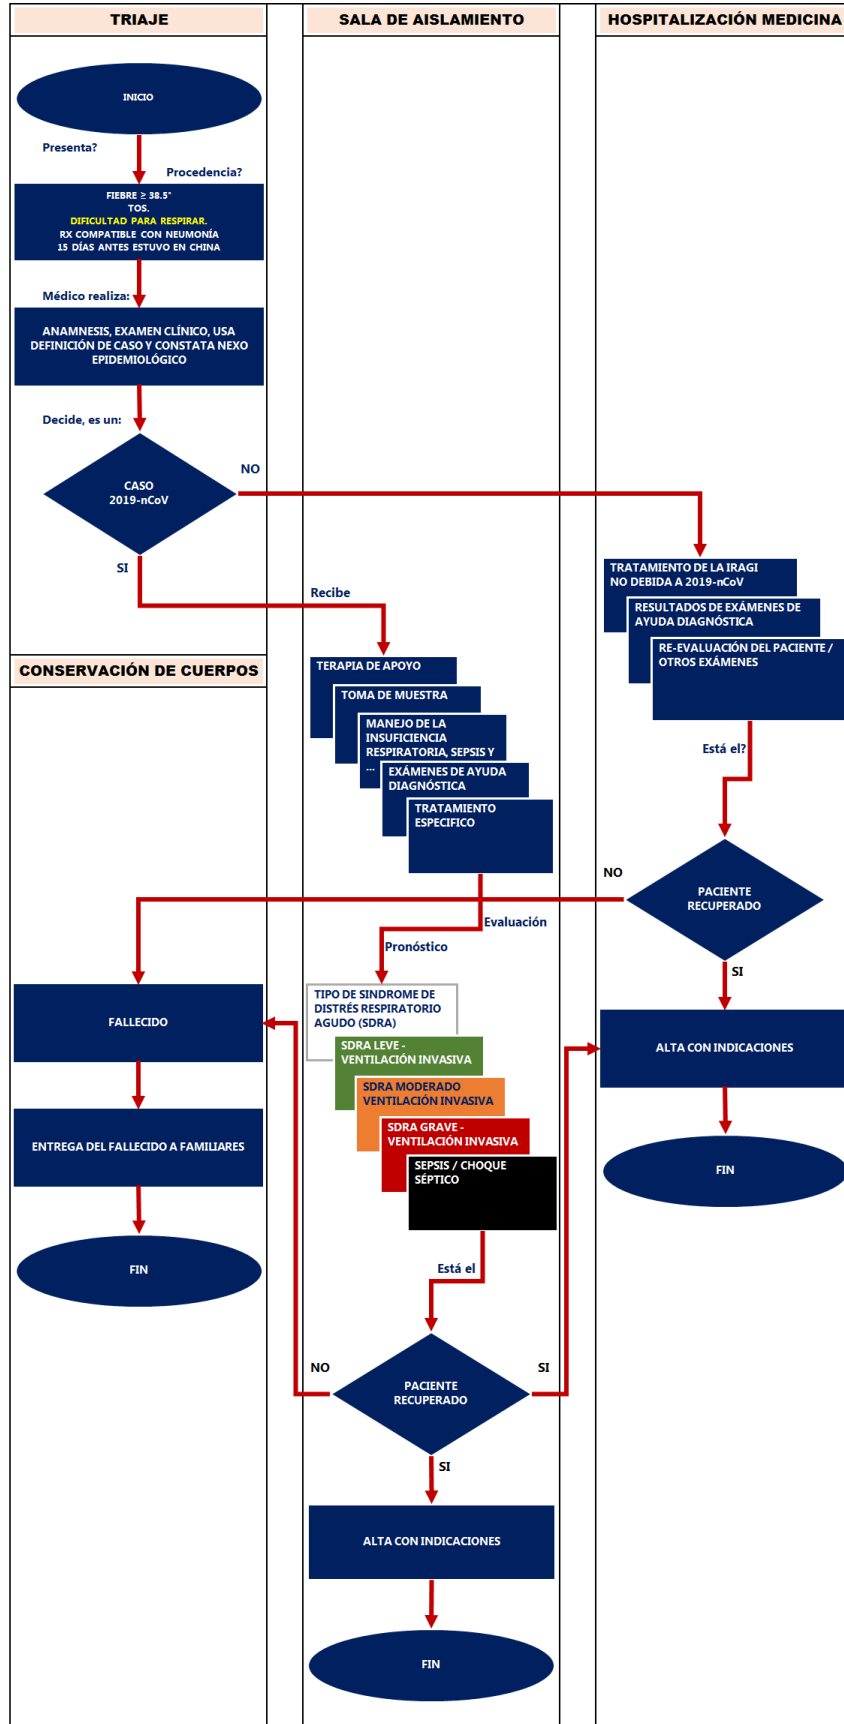 TRIAJE
SALA DE AISLAMIENTO
HOSPITALIZACIÓN MEDICINA
INICIO
Presenta?
Procedencia?
FIEBRE ≥ 38.5°
TOS.
DIFICULTAD PARA RESPIRAR.
RX COMPATIBLE CON NEUMONÍA
15 DÍAS ANTES ESTUVO EN CHINA
Médico realiza:
ANAMNESIS, EXAMEN CLÍNICO, USA
DEFINICIÓN DE CASO Y CONSTATA NEXO
EPIDEMIOLÓGICO
Decide, es un:
CASO
2019-nCoV
NO
SI
Recibe
TRATAMIENTO DE LA IRAGI
NO DEBIDA A 2019-nCoV
RESULTADOS DE EXÁMENES DE
AYUDA DIAGNÓSTICA
RE-EVALUACIÓN DEL PACIENTE /
OTROS EXÁMENES
Está el?
PACIENTE
RECUPERADO
NO
SI
ALTA CON INDICACIONES
FIN
TERAPIA DE APOYO
TOMA DE MUESTRA
MANEJO DE LA
INSUFICIENCIA
RESPIRATORIA, SEPSIS Y
...
EXÁMENES DE AYUDA
DIAGNÓSTICA
TRATAMIENTO
ESPECIFICO
Evaluación
Pronóstico
TIPO DE SINDROME DE
DISTRÉS RESPIRATORIO
AGUDO (SDRA)
SDRA LEVE -
VENTILACIÓN INVASIVA
SDRA MODERADO
VENTILACIÓN INVASIVA
SDRA GRAVE -
VENTILACIÓN INVASIVA
SEPSIS / CHOQUE
SÉPTICO
Está el
PACIENTE
RECUPERADO
NO
SI
SI
ALTA CON INDICACIONES
FIN
CONSERVACIÓN DE CUERPOS
FALLECIDO
ENTREGA DEL FALLECIDO A FAMILIARES
FIN